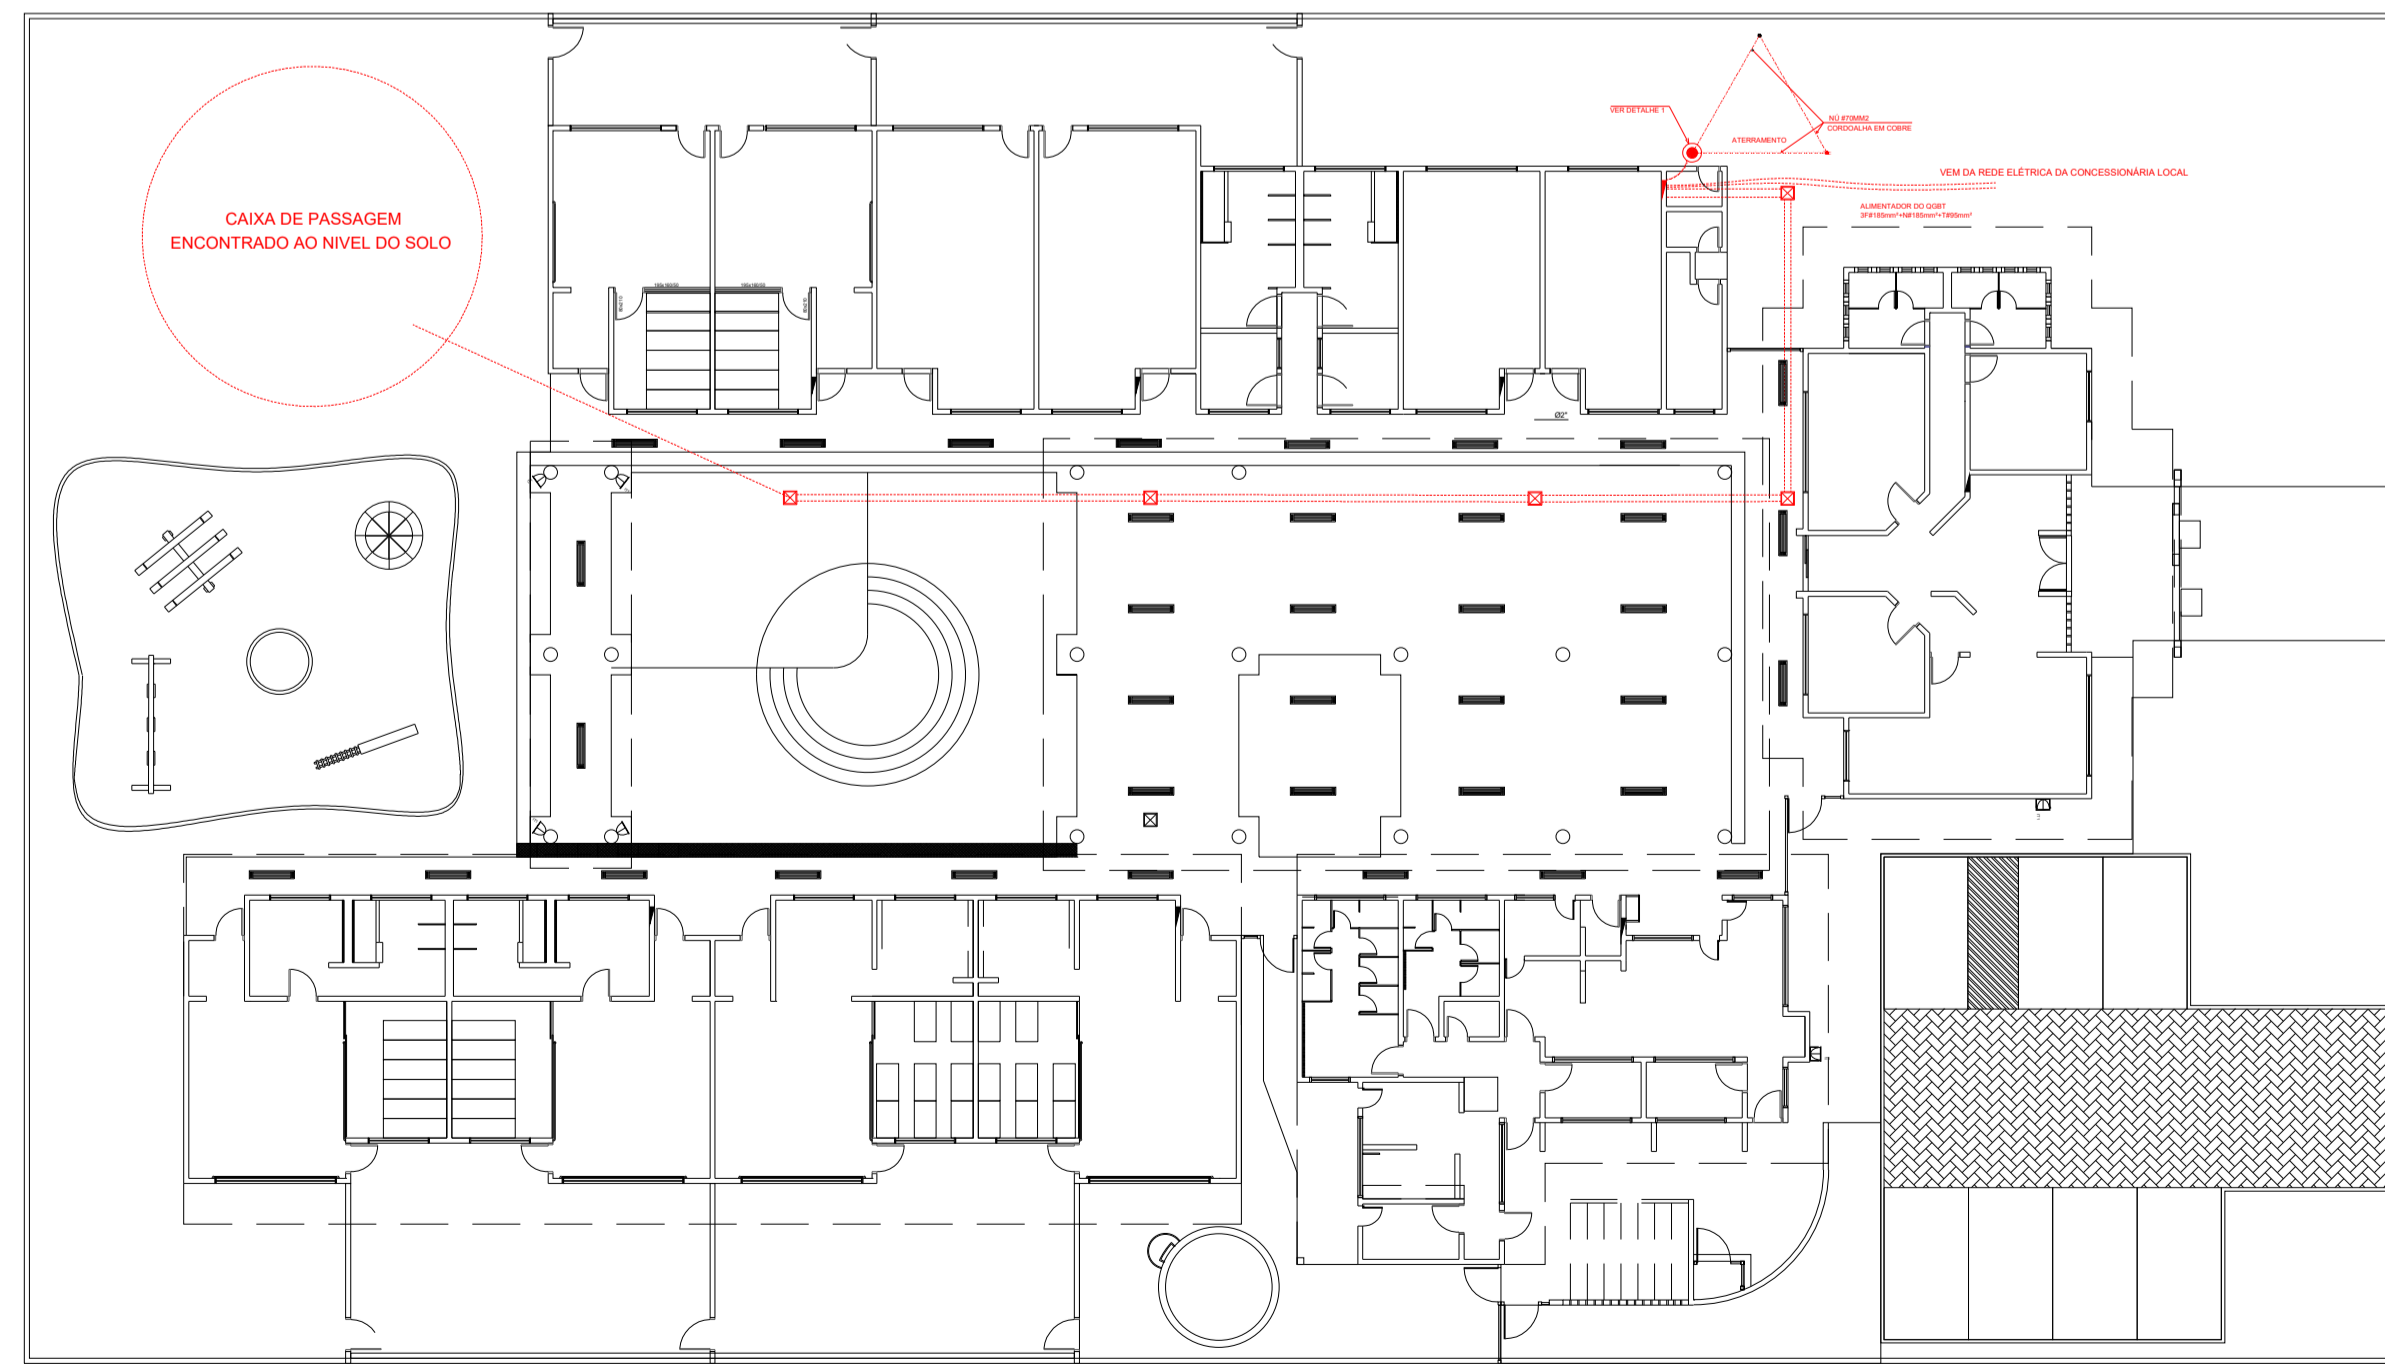 CAIXA DE PASSAGEM
ENCONTRADO AO NIVEL DO SOLO
VER DETALHE 1
NÚ #70MM2
CORDOALHA EM COBRE
ATERRAMENTO
VEM DA REDE ELÉTRICA DA CONCESSIONÁRIA LOCAL
ALIMENTADOR DO QGBT
3F#185mm²+N#185mm²+T#95mm²
Ø2"